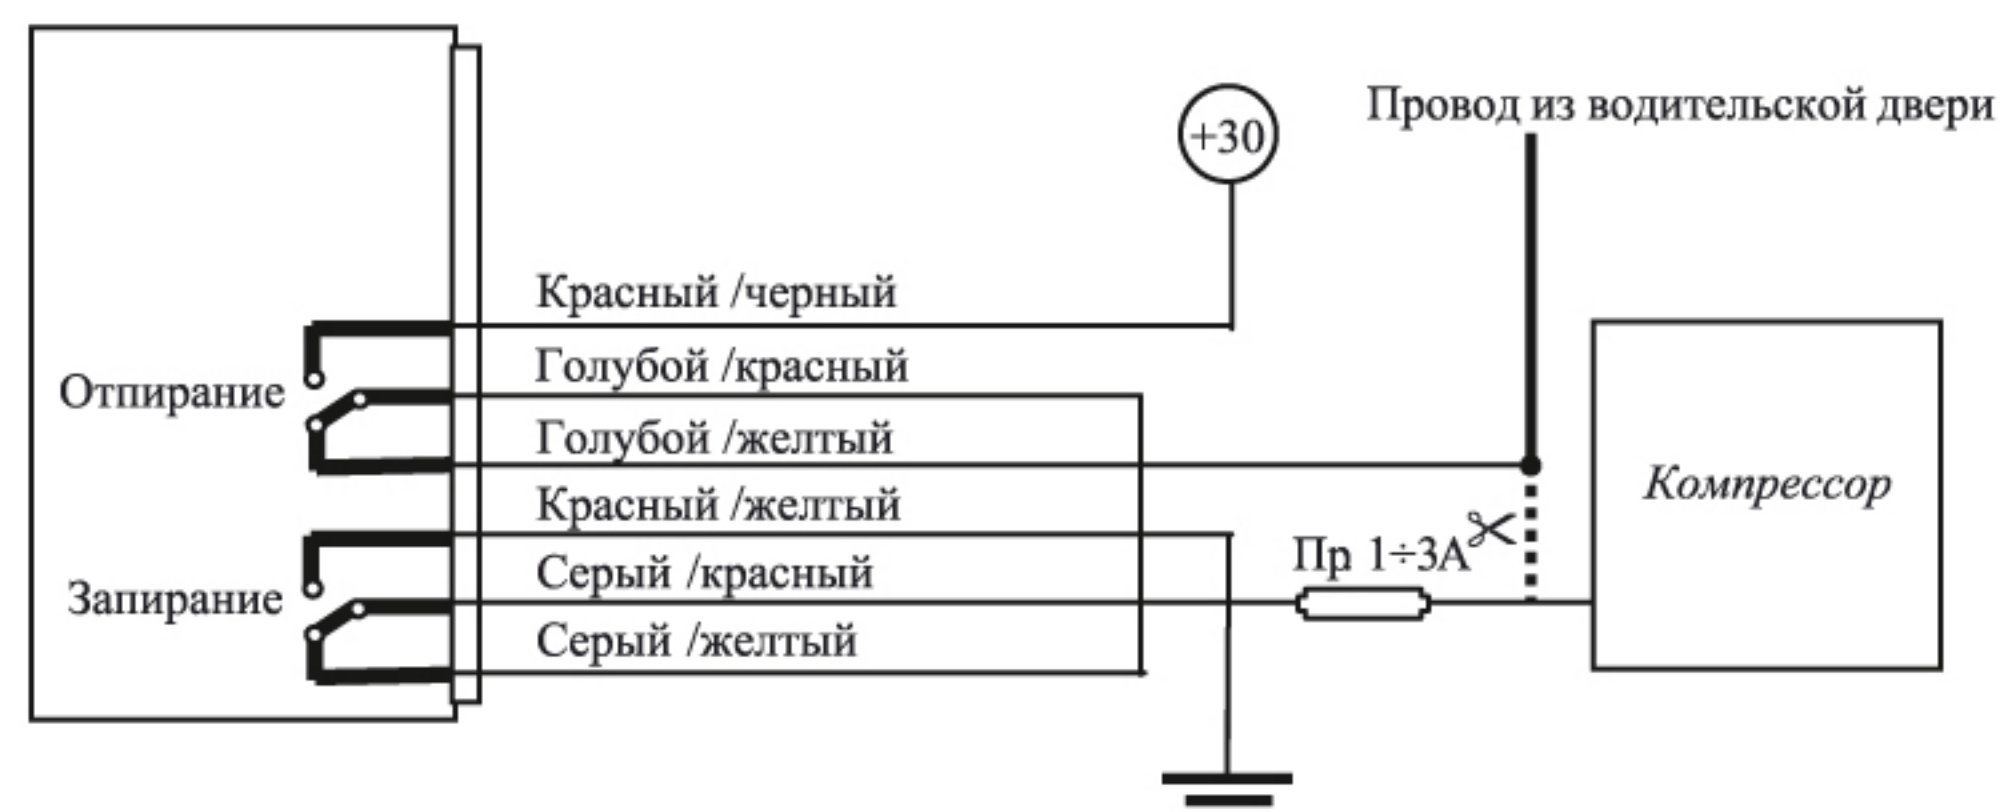 +30
Провод из водительской двери
Красный /черный
Голубой /красный
Отпирание
Голубой /желтый
Компрессор
Красный /желтый
Пр 1÷3А
Серый /красный
Запирание
Серый /желтый